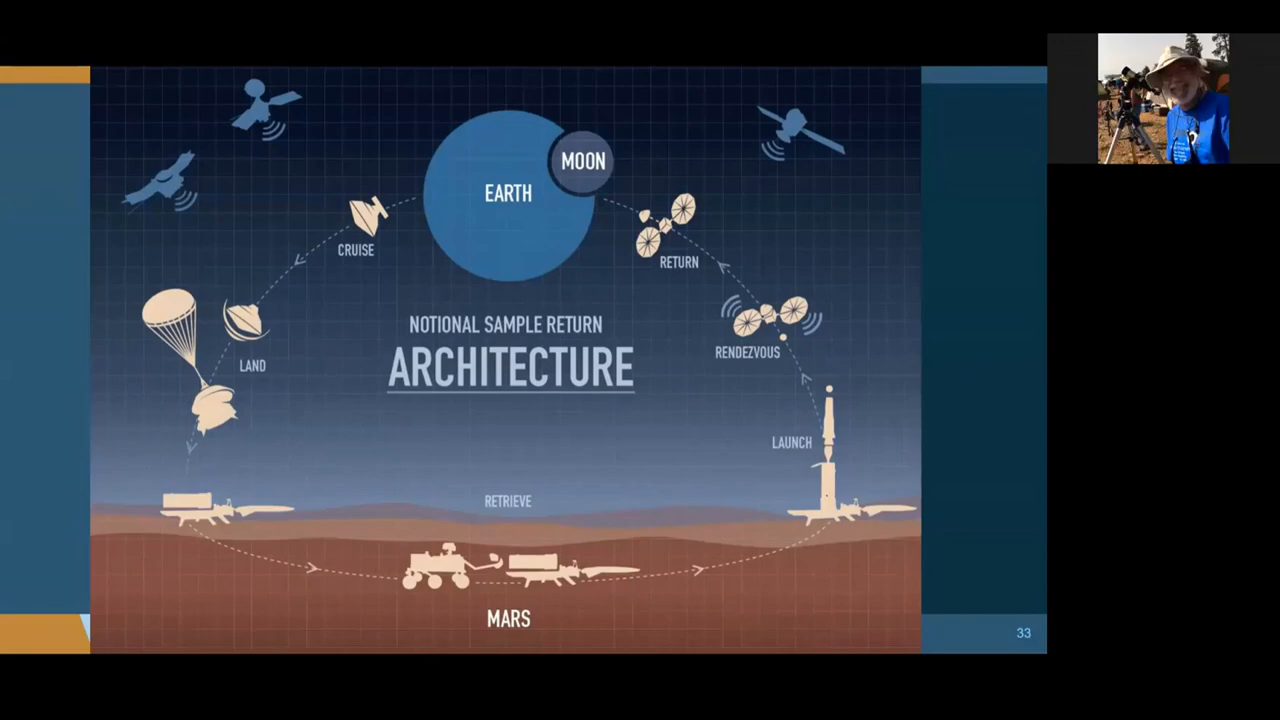 MOON
EARTH
CRUISE
RETURN
NOTIONAL SAMPLE RETURN
ARCHITECTURE
LAND
RENDEZVOUS
LAUNCH
RETRIEVE
MARS
33